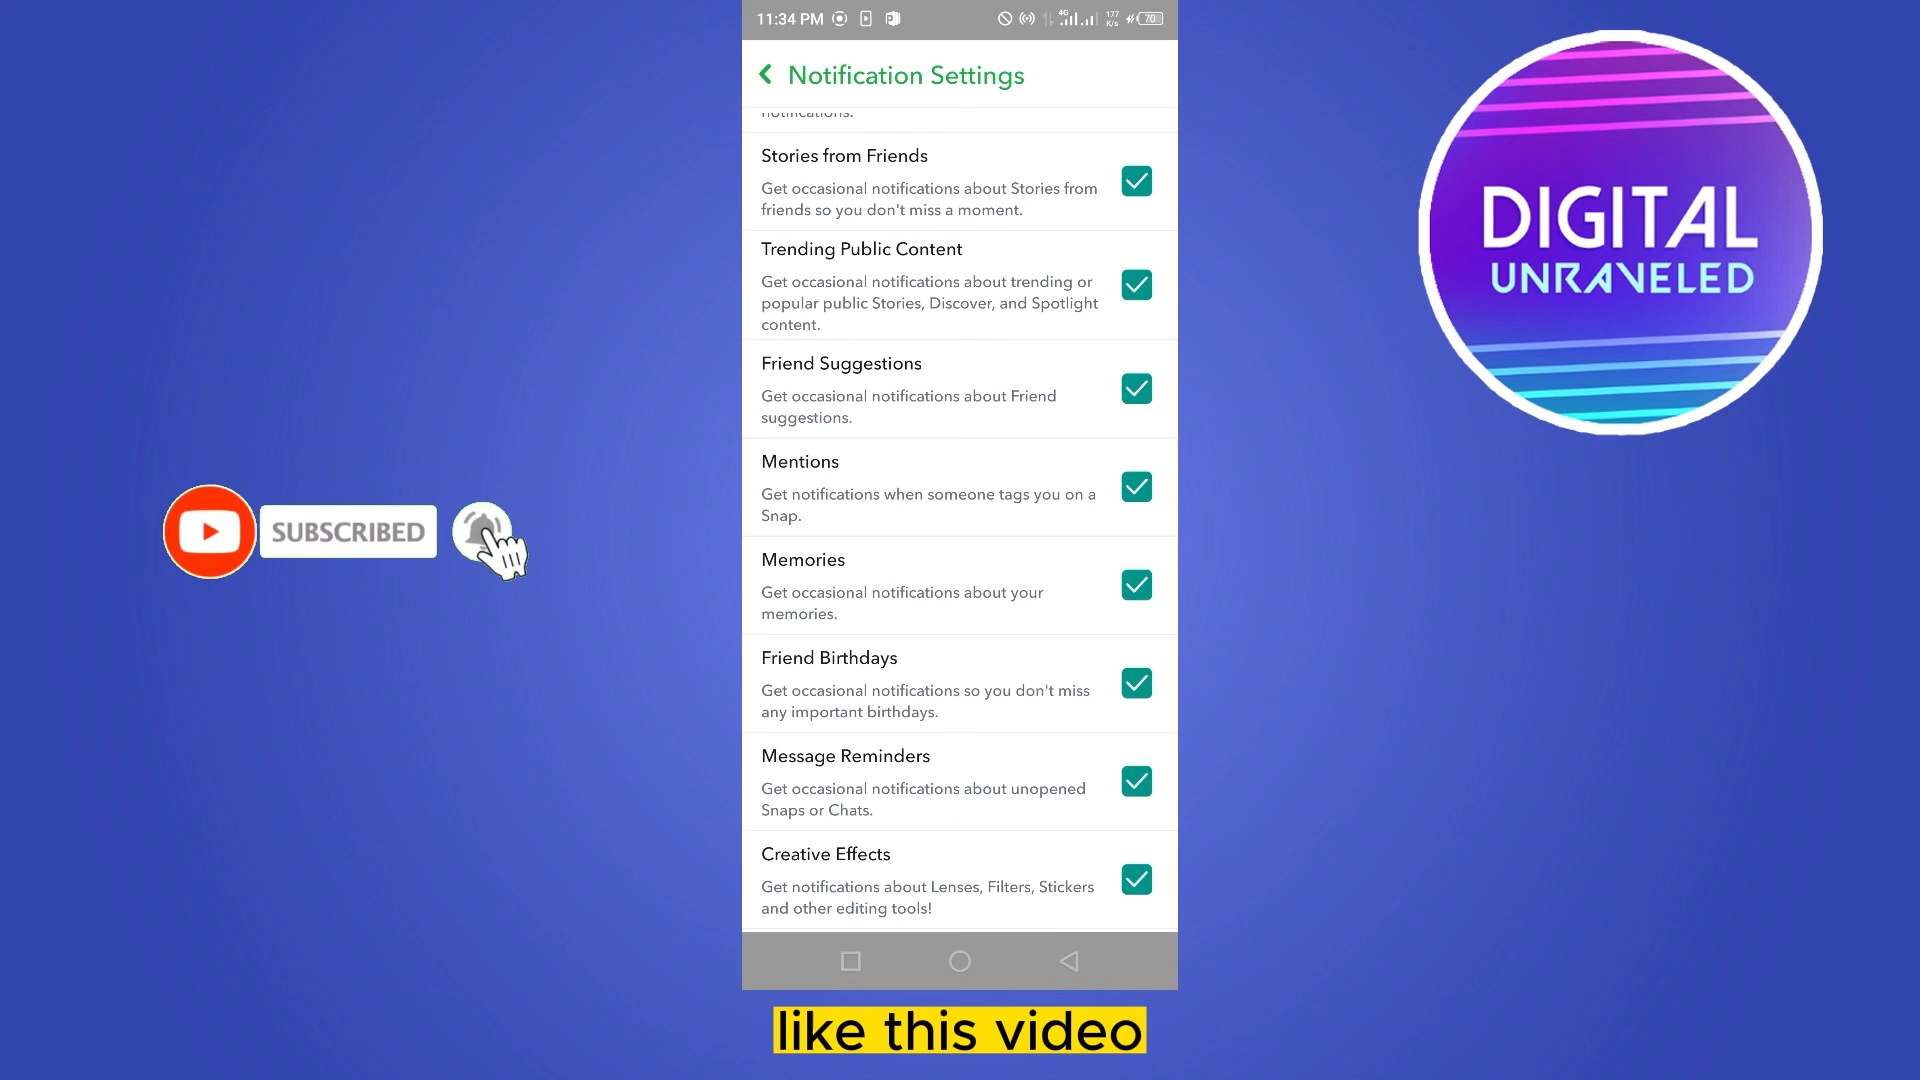 11:34 PM
4G
177
K/s
70
Notification Settings
notifications.
Stories from Friends
Get occasional notifications about Stories from
friends so you don't miss a moment.
Trending Public Content
Get occasional notifications about trending or
popular public Stories, Discover, and Spotlight
content.
Friend Suggestions
Get occasional notifications about Friend
suggestions.
Mentions
Get notifications when someone tags you on a
Snap.
Memories
Get occasional notifications about your
memories.
Friend Birthdays
Get occasional notifications so you don't miss
any important birthdays.
Message Reminders
Get occasional notifications about unopened
Snaps or Chats.
Creative Effects
Get notifications about Lenses, Filters, Stickers
and other editing tools!
SUBSCRIBED
DIGITAL
UNRAVELED
like this video